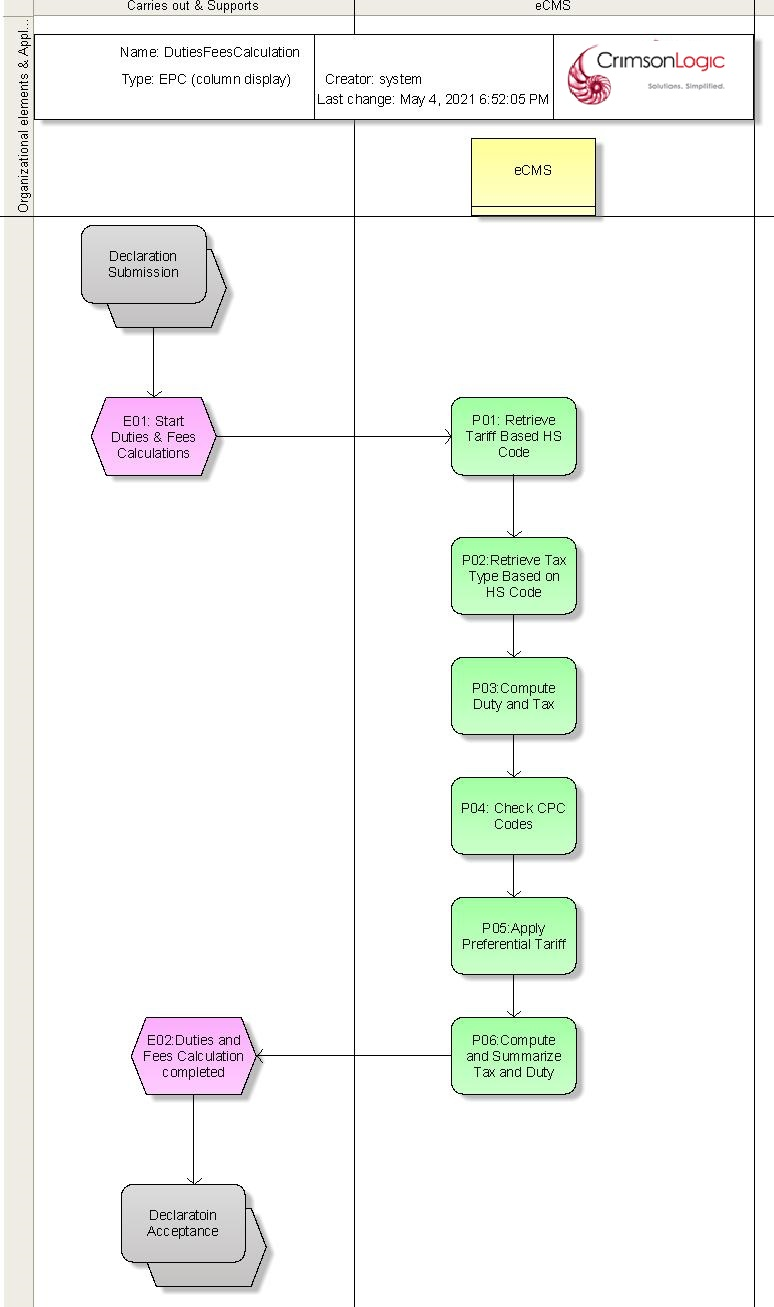 Carries out & Supports
eCMS
Organizational elements & Appl...
Name: DutiesFeesCalculation
Type: EPC (column display)
Creator: system
Last change: May 4, 2021 6:52:05 PM
CrimsonLogic
Solutions. Simplified.
eCMS
Declaration
Submission
E01: Start
Duties & Fees
Calculations
P01: Retrieve
Tariff Based HS
Code
P02:Retrieve Tax
Type Based on
HS Code
P03:Compute
Duty and Tax
P04: Check CPC
Codes
P05:Apply
Preferential Tariff
P06:Compute
and Summarize
Tax and Duty
E02:Duties and
Fees Calculation
completed
Declaratoin
Acceptance